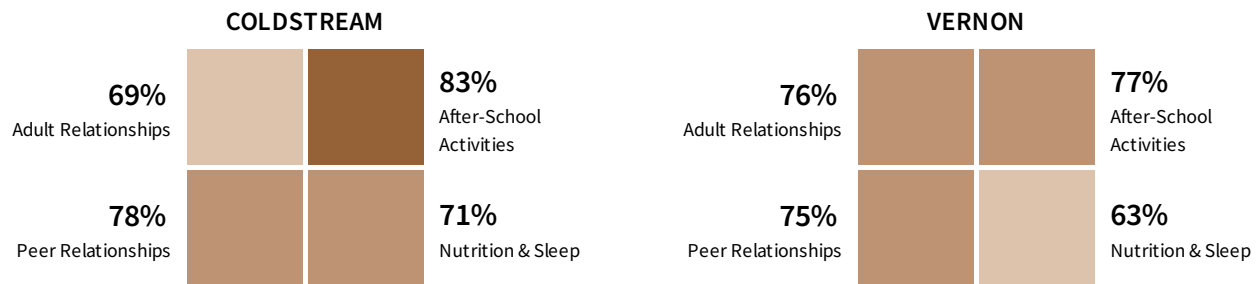 COLDSTREAM
69%
Adult Relationships
83%
After-School
Activities
78%
Peer Relationships
71%
Nutrition & Sleep
VERNON
76%
Adult Relationships
77%
After-School
Activities
75%
Peer Relationships
63%
Nutrition & Sleep